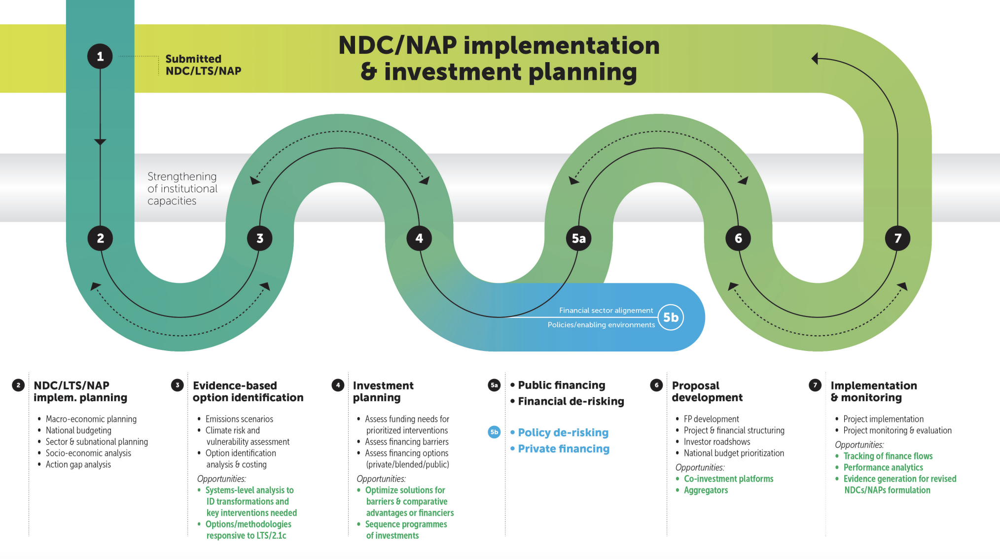 NDC/NAP implementation
& investment planning
1
Submitted
NDC/LTS/NAP
Strengthening
of institutional
capacities
2
3
4
5a
6
7
Financial sector alignement
5b
Policies/enabling environments
2
NDC/LTS/NAP
implem. planning
• Macro-economic planning
• National budgeting
• Sector & subnational planning
• Socio-economic analysis
• Action gap analysis
3
Evidence-based
option identification
• Emissions scenarios
• Climate risk and
vulnerability assessment
• Option identification
analysis & costing
Opportunities:
• Systems-level analysis to
ID transformations and
key interventions needed
• Options/methodologies
responsive to LTS/2.1c
4
Investment
planning
• Assess funding needs for
prioritized interventions
• Assess financing barriers
• Assess financing options
(private/blended/public)
Opportunities:
• Optimize solutions for
barriers & comparative
advantages or financiers
• Sequence programmes
of investments
5a
• Public financing
• Financial de-risking
5b
• Policy de-risking
• Private financing
6
Proposal
development
• FP development
• Project & financial structuring
• Investor roadshows
• National budget prioritization
Opportunities:
• Co-investment platforms
• Aggregators
7
Implementation
& monitoring
• Project implementation
• Project monitoring & evaluation
Opportunities:
• Tracking of finance flows
• Performance analytics
• Evidence generation for revised
NDCs/NAPs formulation